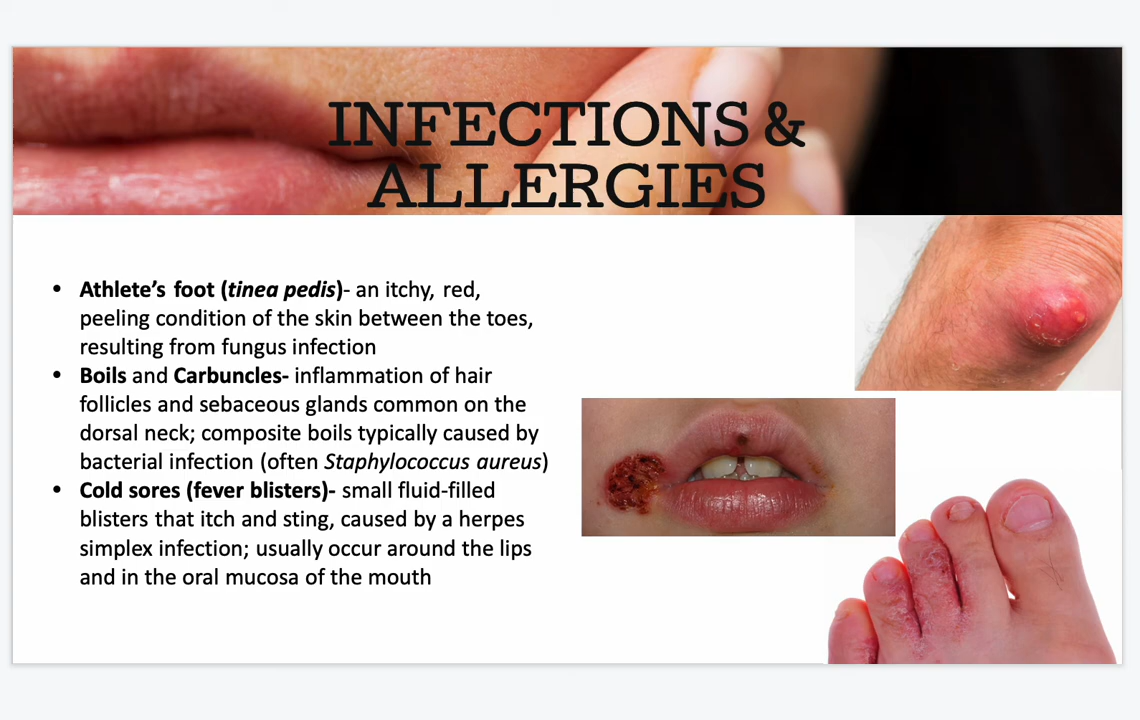 INFECTIONS &
ALLERGIES
• Athlete’s foot (tinea pedis)- an itchy, red,
peeling condition of the skin between the toes,
resulting from fungus infection
• Boils and Carbuncles- inflammation of hair
follicles and sebaceous glands common on the
dorsal neck; composite boils typically caused by
bacterial infection (often Staphylococcus aureus)
• Cold sores (fever blisters)- small fluid-filled
blisters that itch and sting, caused by a herpes
simplex infection; usually occur around the lips
and in the oral mucosa of the mouth